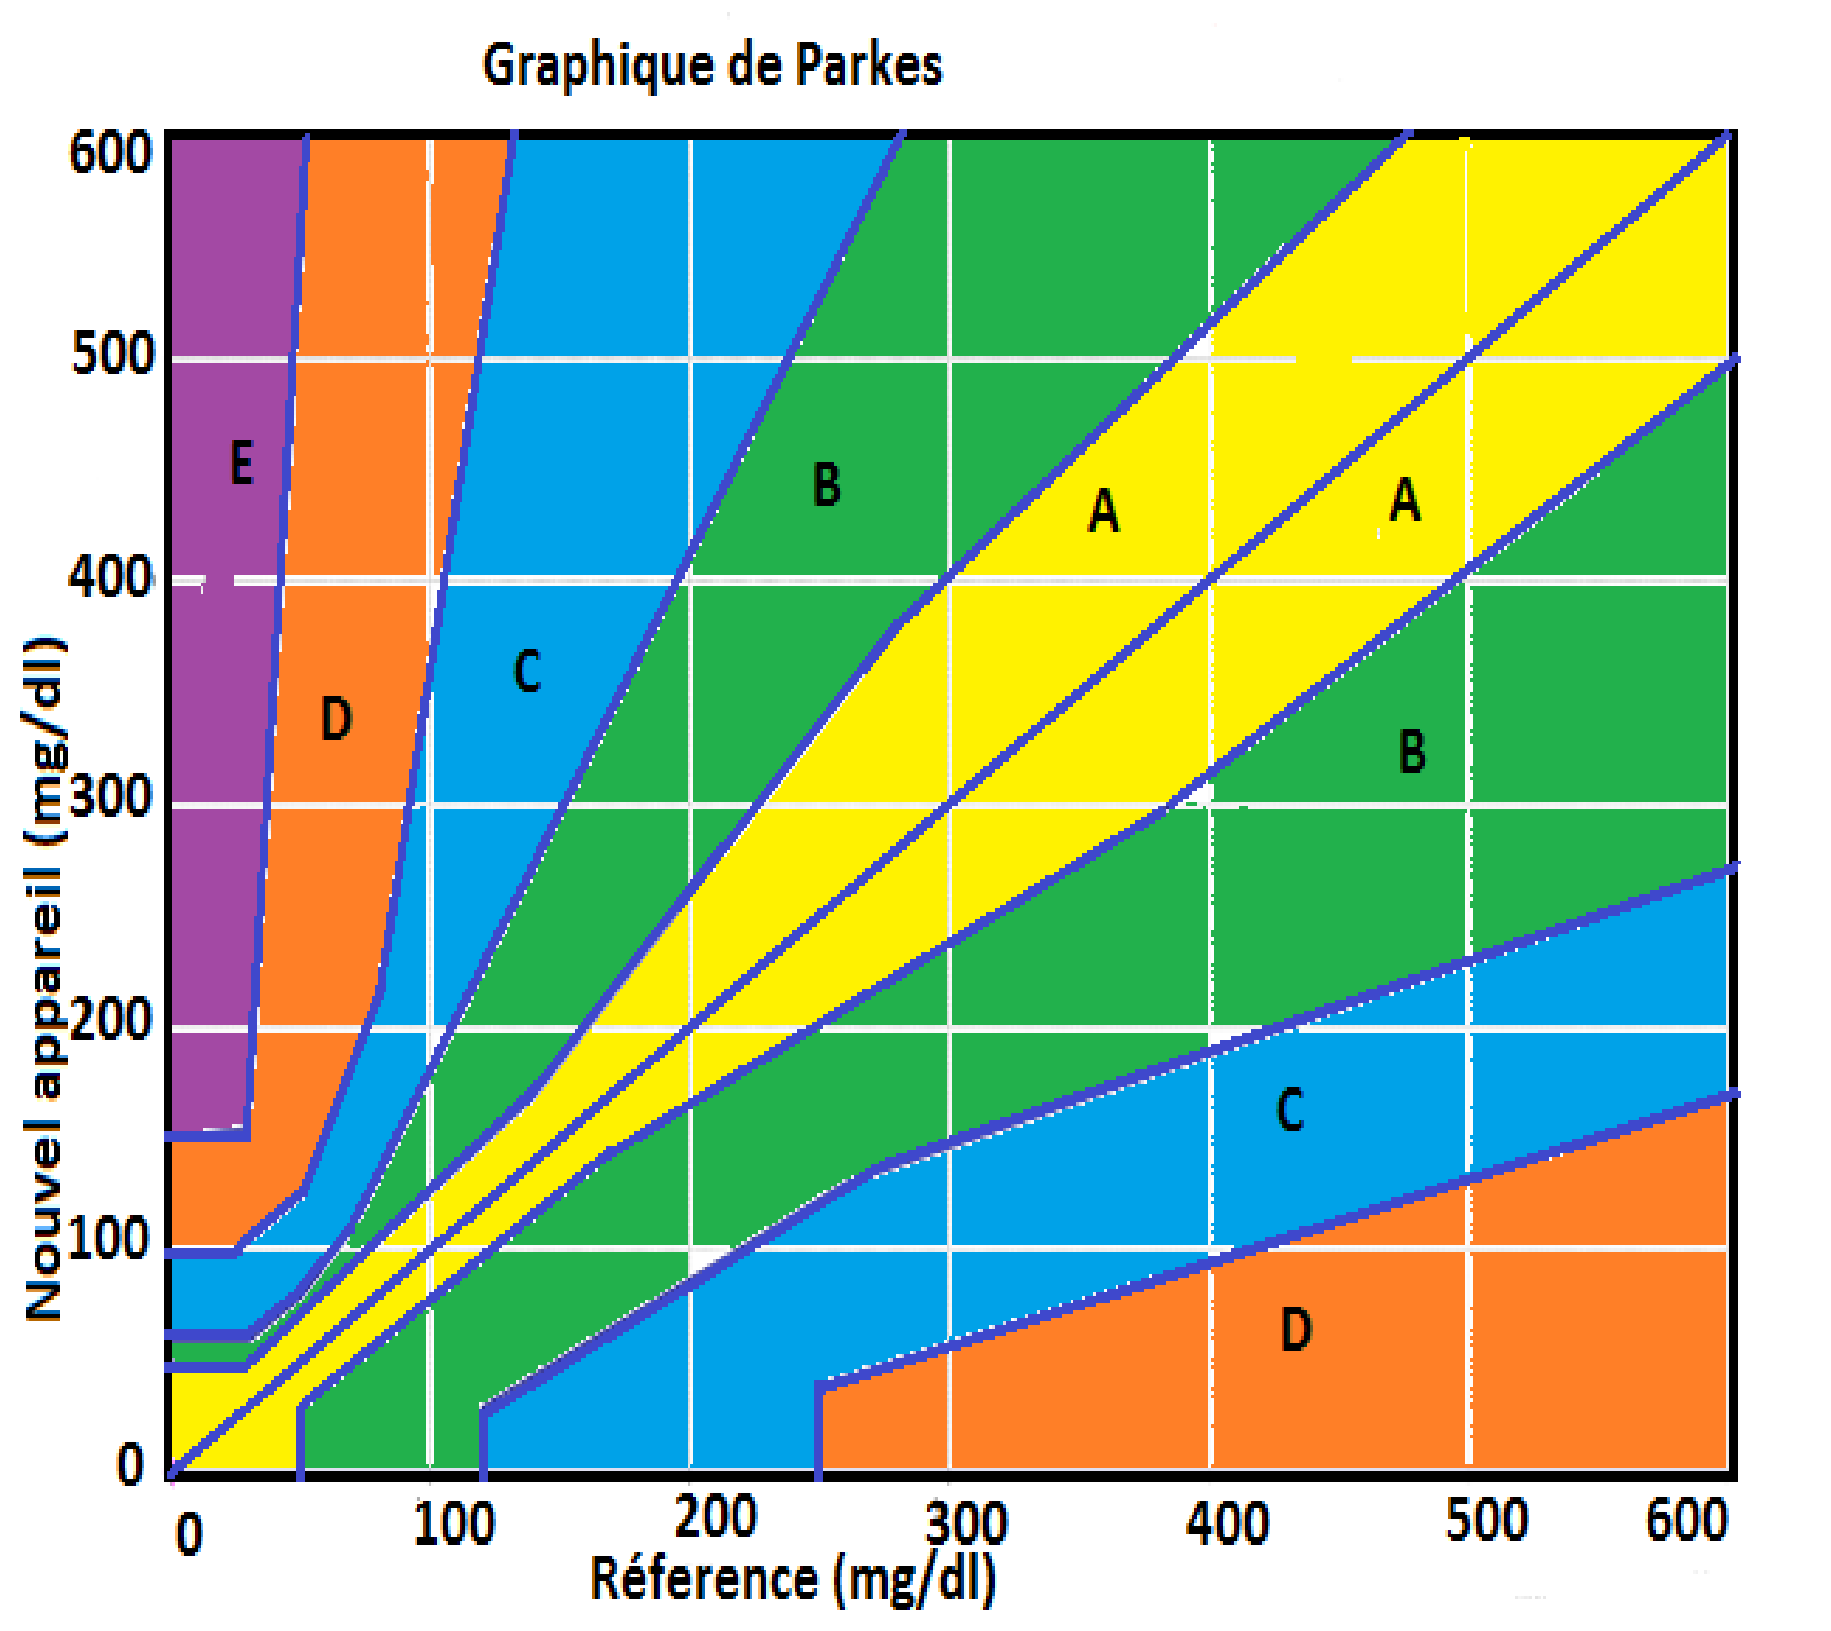 Graphique de Parkes
Nouvel appareil (mg/dl)
600
500
400
300
200
100
0
E
D
C
B
A
A
B
C
D
0 100 200 300 400 500 600
Réference (mg/dl)